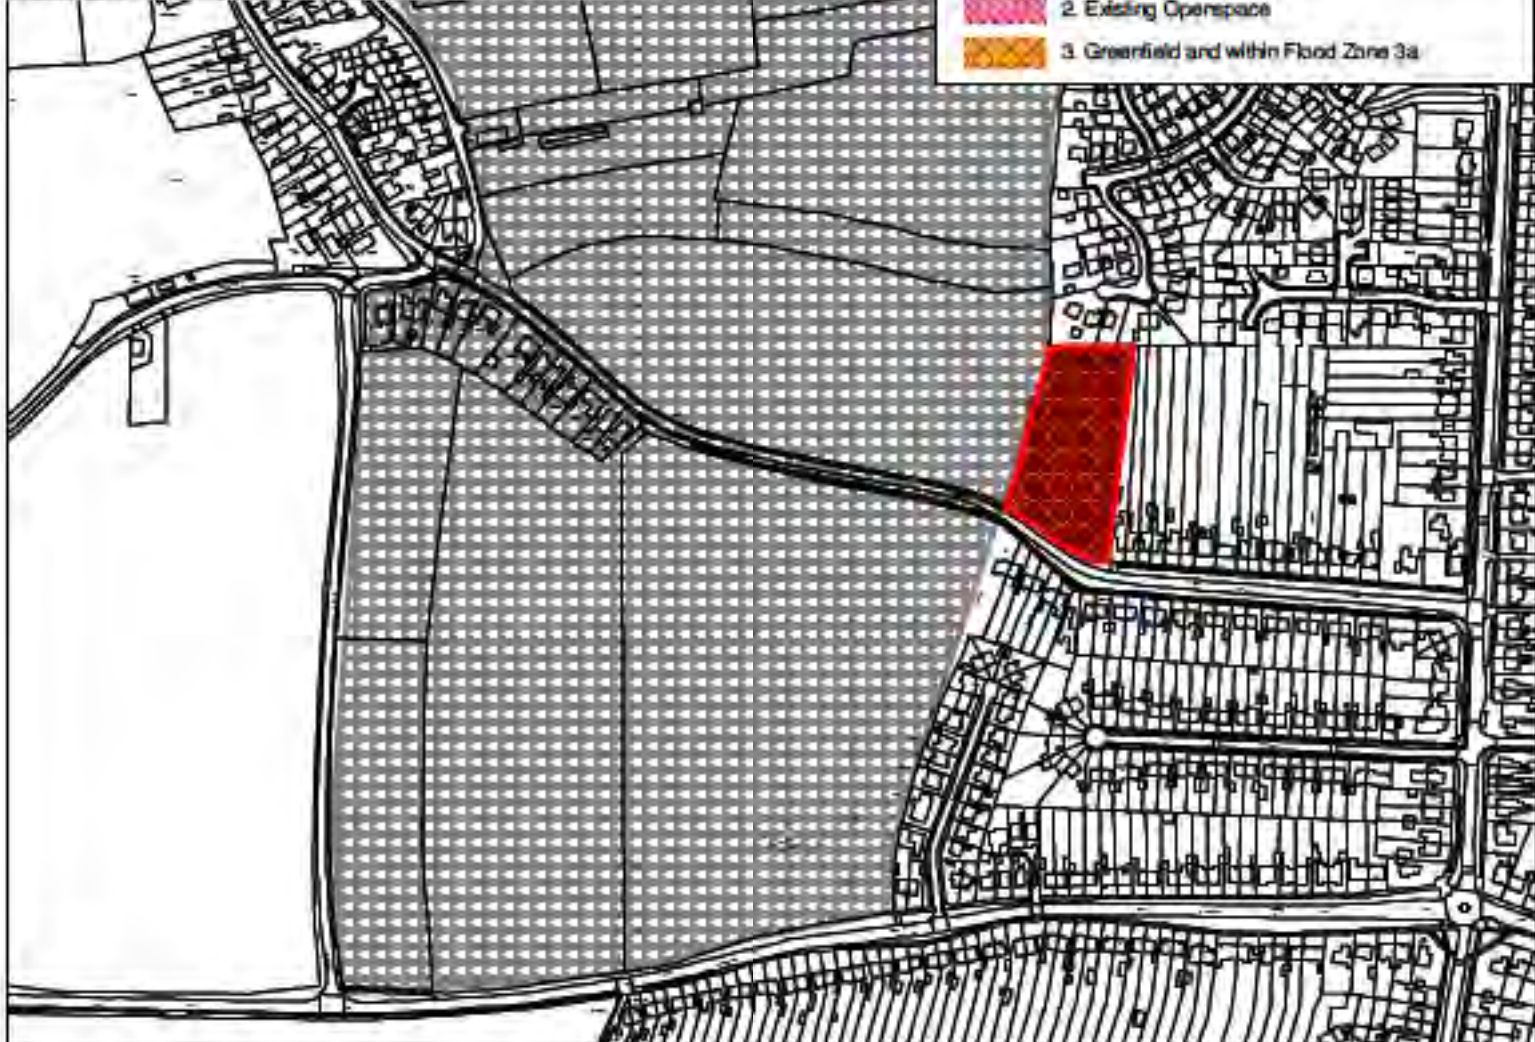 2. Existing Openspace
3. Greenfield and within Flood Zone 3a